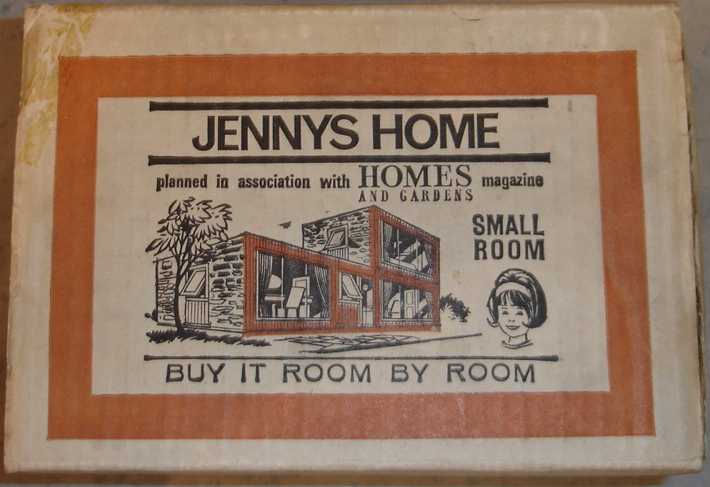 JENNYS HOME
planned in association with HOMES AND GARDENS magazine
SMALL
ROOM
BUY IT ROOM BY ROOM